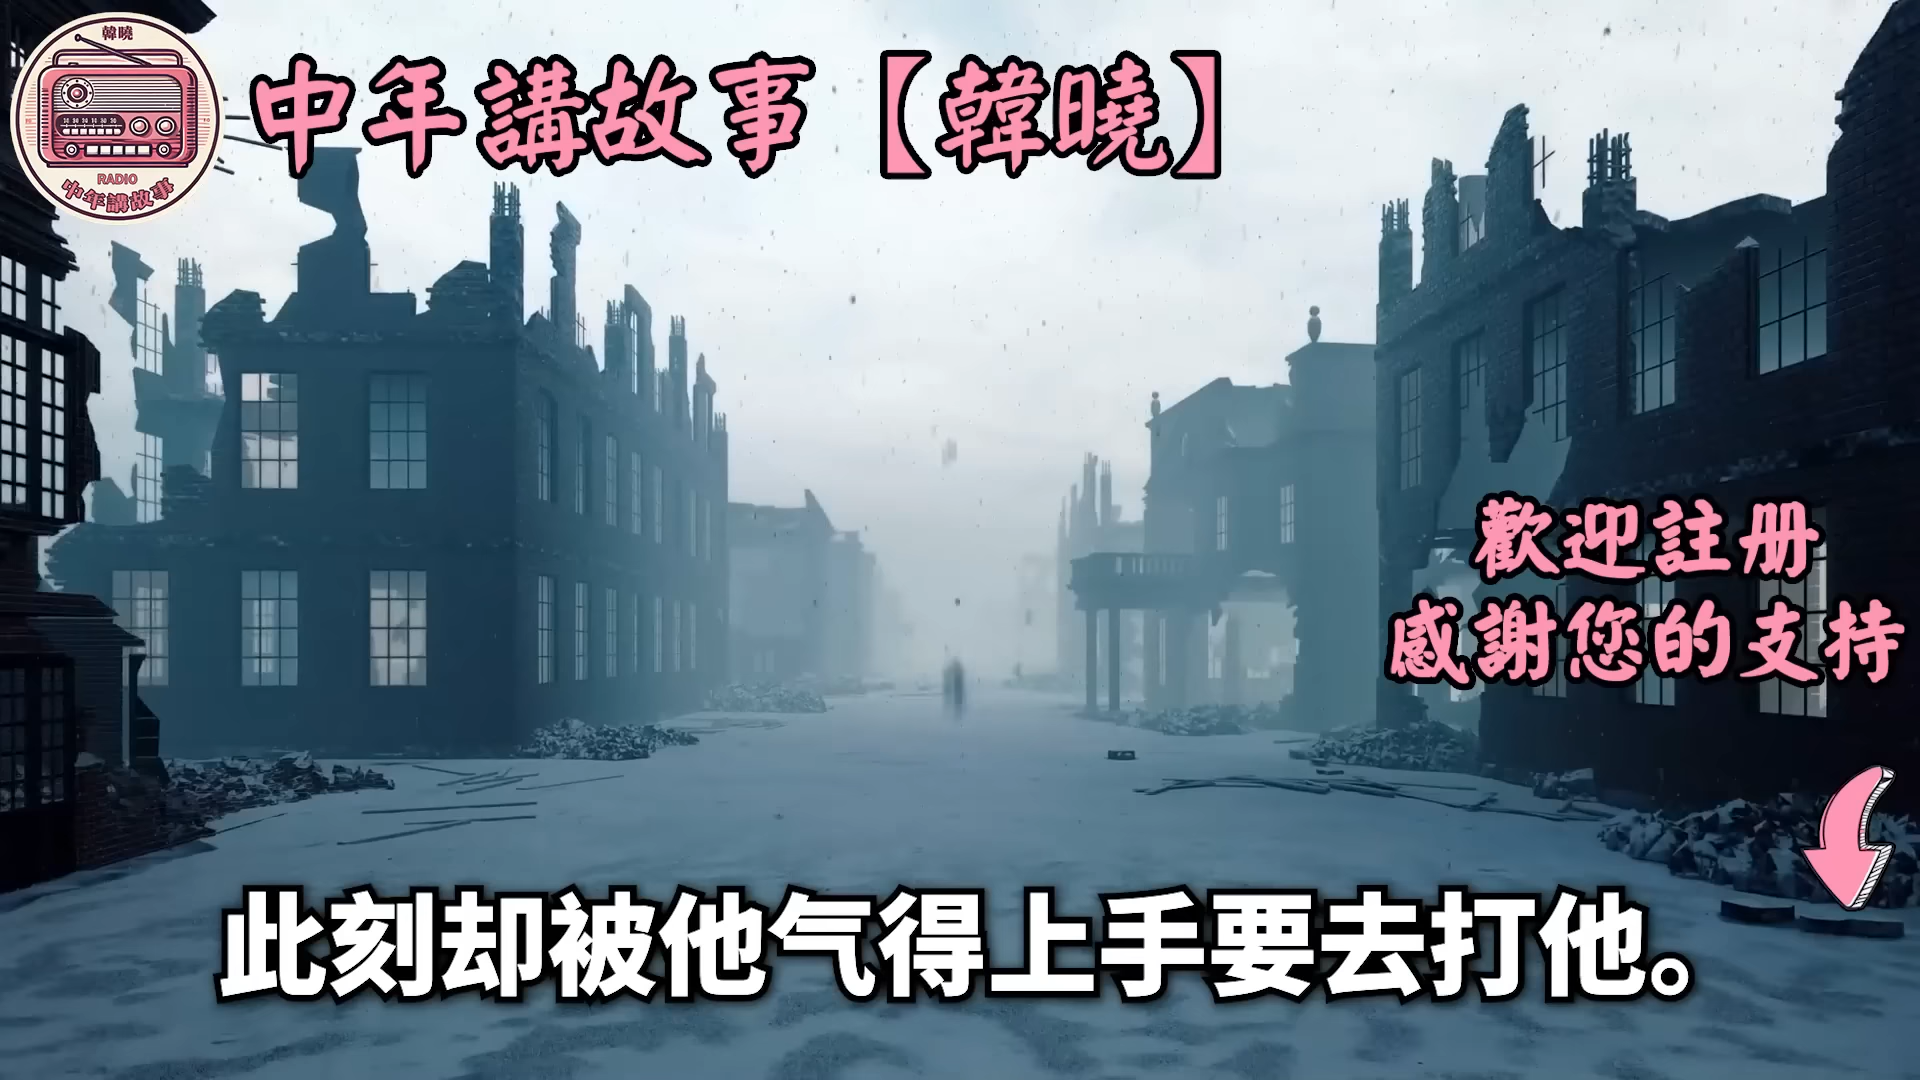 韓曉
RADIO
中年講故事
中年講故事【韓曉】
歡迎註册
感謝您的支持
此刻却被他气得上手要去打他。